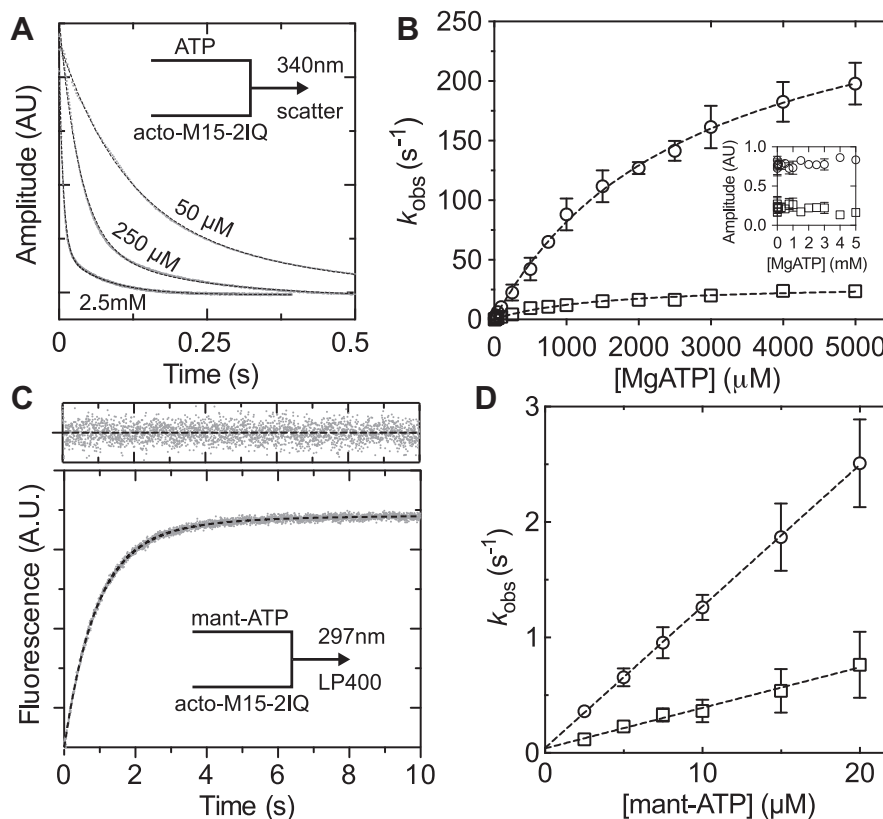 A
ATP
340nm
scatter
acto-M15-2IQ
50 µM
250 µM
2.5mM
Amplitude (AU)
0
0.25
0.5
Time (s)
B
250
200
150
100
50
0
k_obs (s⁻¹)
0 1000 2000 3000 4000 5000
[MgATP] (µM)
1.0
0.5
0.0
Amplitude (AU)
0 1 2 3 4 5
[MgATP] (mM)
C
Fluorescence (A.U.)
mant-ATP
297nm
LP400
acto-M15-2IQ
0 2 4 6 8 10
Time (s)
D
3
2
1
0
k_obs (s⁻¹)
0 5 10 15 20
[mant-ATP] (µM)